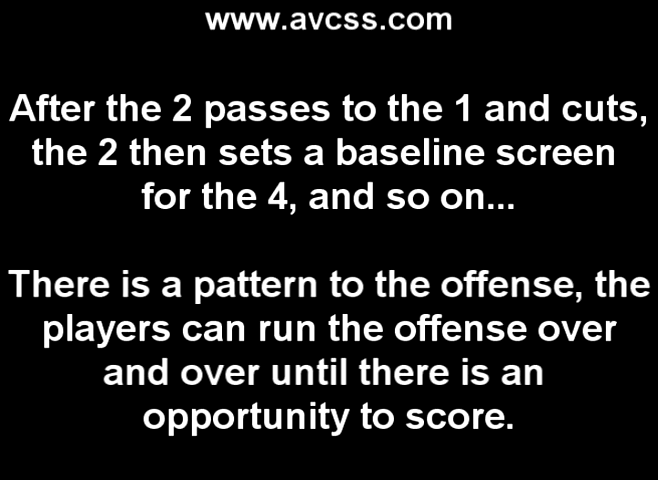 www.avcss.com
After the 2 passes to the 1 and cuts,
the 2 then sets a baseline screen
for the 4, and so on...
There is a pattern to the offense, the
players can run the offense over
and over until there is an
opportunity to score.